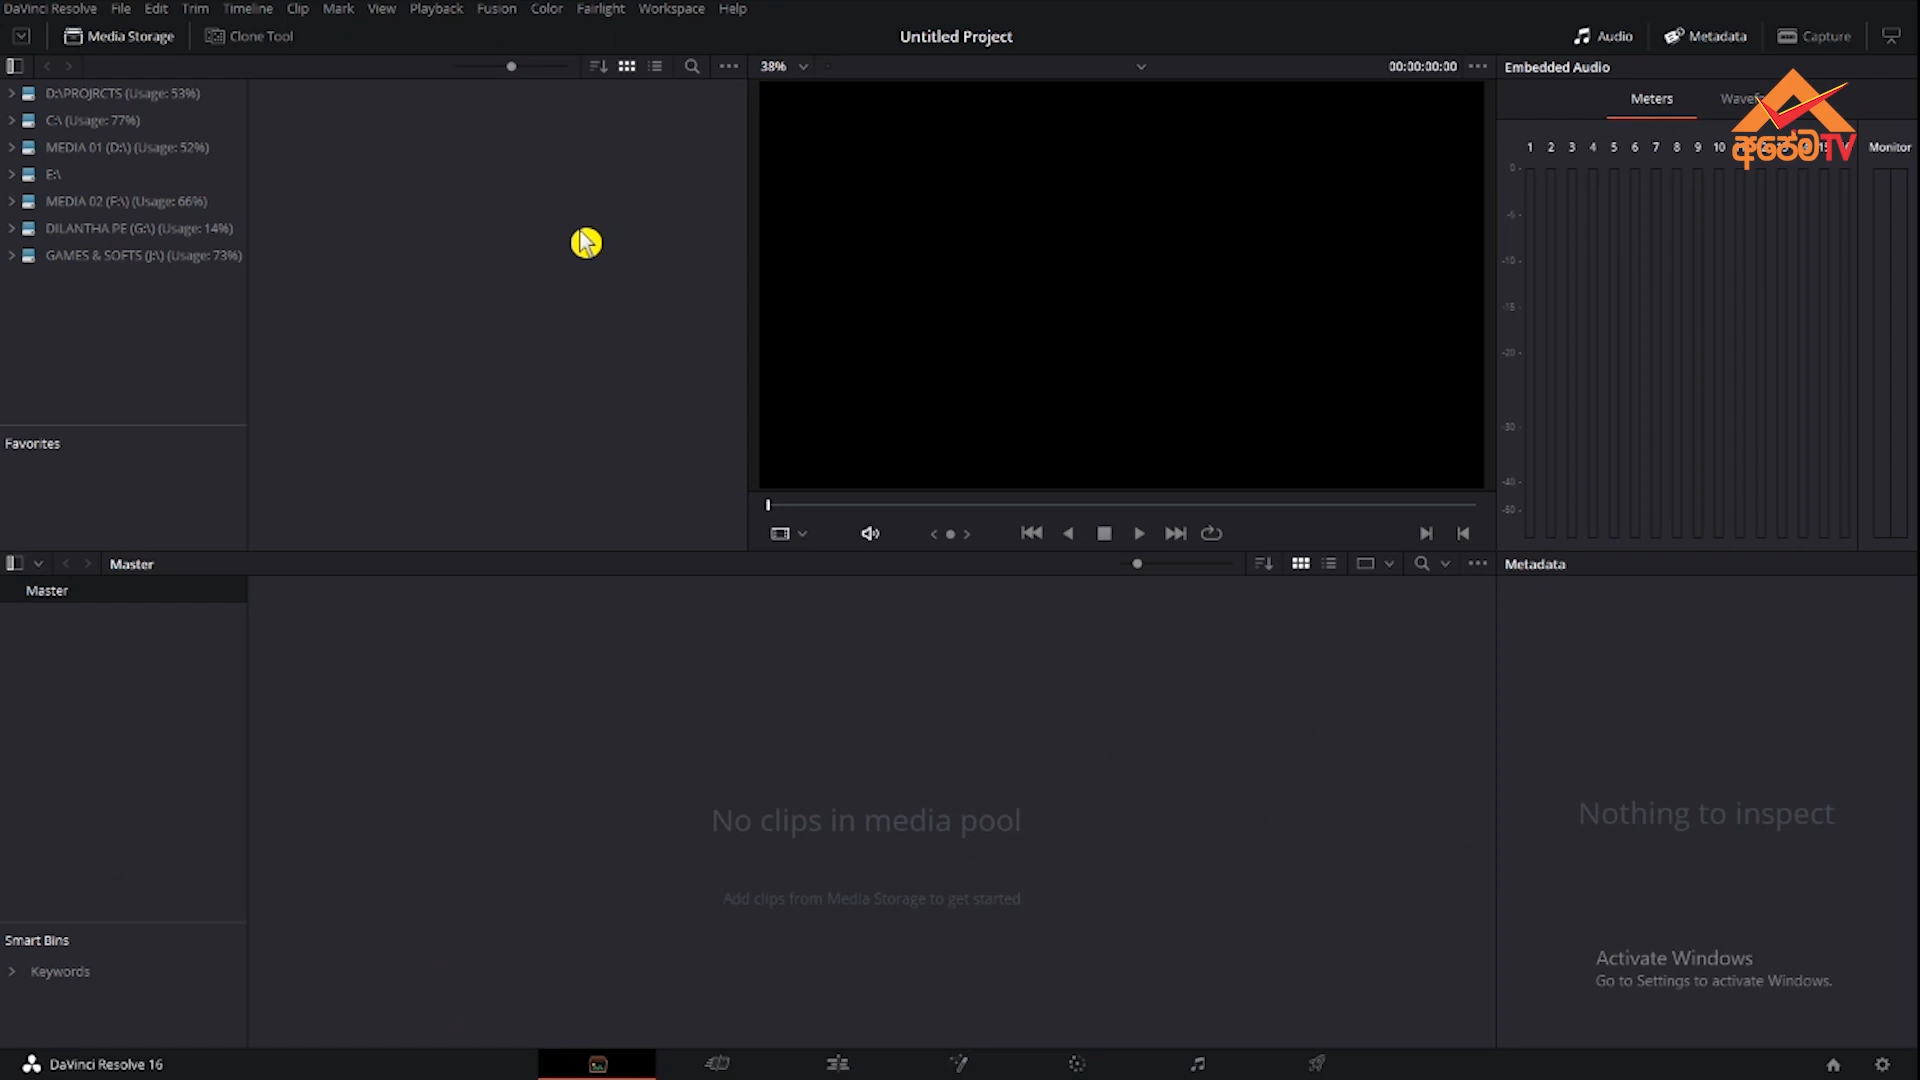 DaVinci Resolve File Edit Trim Timeline Clip Mark View Playback Fusion Color Fairlight Workspace Help
Media Storage Clone Tool Untitled Project Audio Metadata Capture
38% 00:00:00:00 Embedded Audio
Meters
අපේම TV
1 2 3 4 5 6 7 8 9 10 Monitor
D:\PROJRCTS (Usage: 53%)
C:\ (Usage: 77%)
MEDIA 01 (D:\) (Usage: 52%)
E:\
MEDIA 02 (F:\) (Usage: 66%)
DILANTHA PE (G:\) (Usage: 14%)
GAMES & SOFTS (J:\) (Usage: 73%)
0
-5
-10
-15
-20
-30
-40
-50
Favorites
Master Metadata
Master
No clips in media pool
Add clips from Media Storage to get started
Nothing to inspect
Smart Bins
Keywords
Activate Windows
Go to Settings to activate Windows.
DaVinci Resolve 16